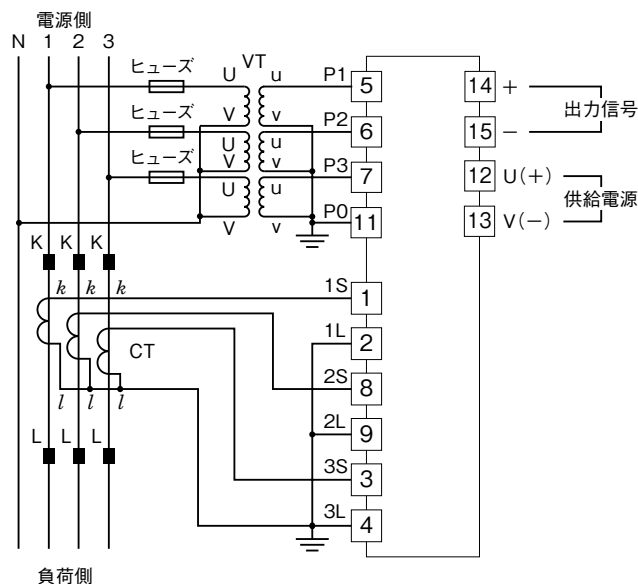 電源側
N 1 2 3
ヒューズ U VT u P1 5
14 +
出力信号
V v P2 6
15 −
ヒューズ U u
V v P3 7
12 U(+)
供給電源
ヒューズ U u
V v P0 11
13 V(−)
K K K
k k k
1S 1
1L 2
CT
2S 8
l l l
2L 9
L L L
3S 3
3L 4
負荷側